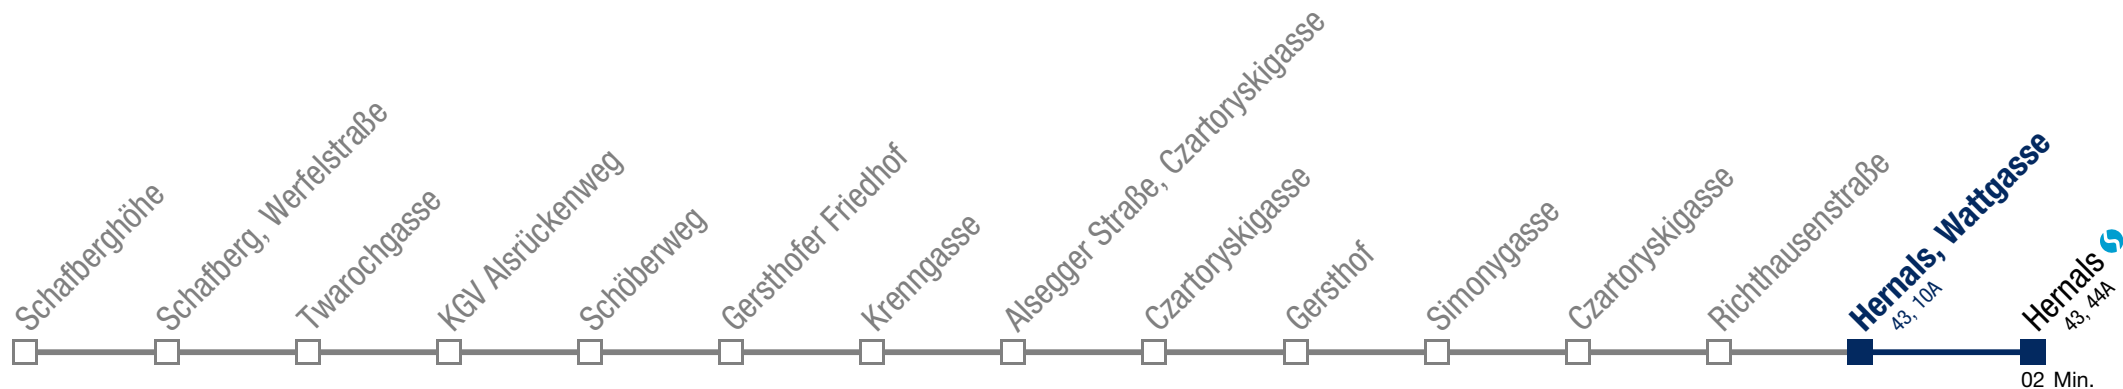 Schafberghöhe
Schafberg, Werfelstraße
Twarochgasse
KGV Alsrückenweg
Schöberweg
Gersthofer Friedhof
Krenngasse
Alsegger Straße, Czartoryskigasse
Czartoryskigasse
Gersthof
Simonygasse
Czartoryskigasse
Richthausenstraße
Hernals, Wattgasse
43, 10A
Hernals
43, 44A
02 Min.